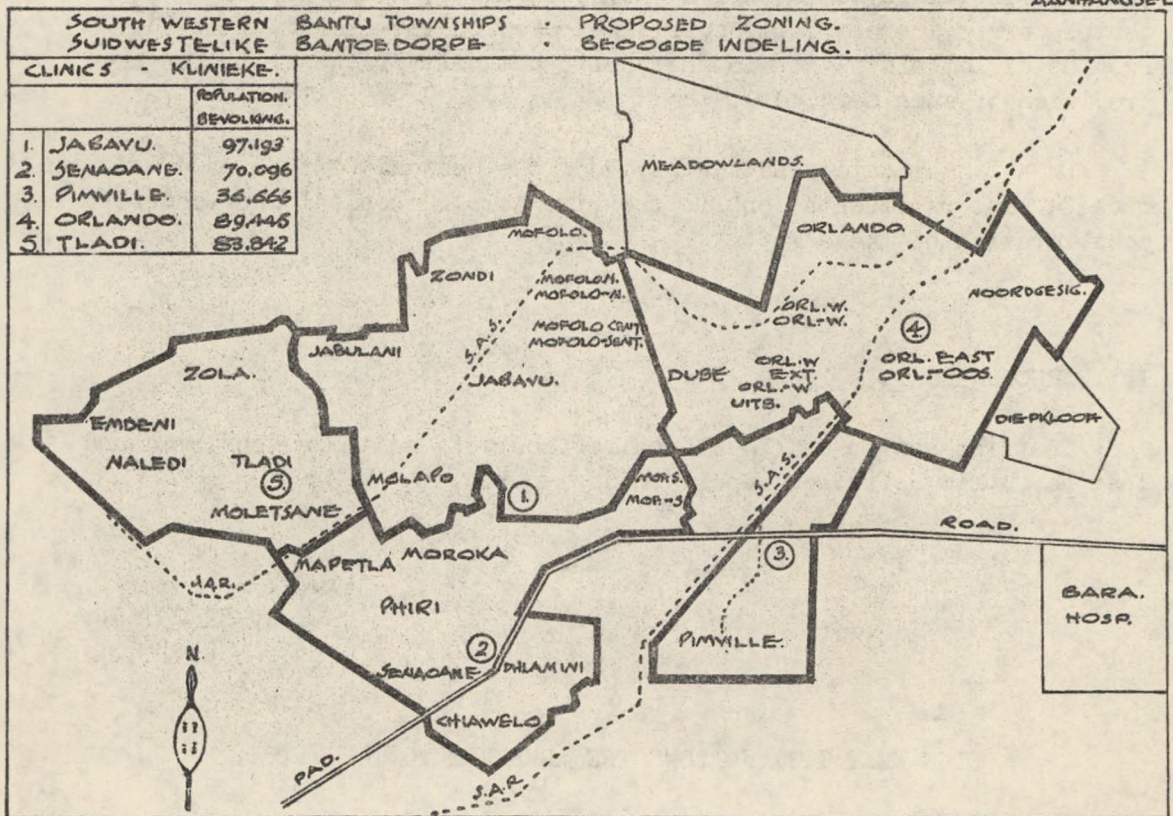 AANHANGSEL
SOUTH WESTERN BANTU TOWNSHIPS · PROPOSED ZONING.
SUIDWESTELIKE BANTOEDORPE · BEOOGDE INDELING.
CLINICS - KLINIEKE.
POPULATION.
BEVOLKING.
1. JABAVU. 97.193
2. SENAOANE. 70,096
3. PIMVILLE. 36,666
4. ORLANDO. 89,445
5. TLADI. 83,842
MEADOWLANDS.
MOFOLO.
ORLANDO.
ZONDI
MOFOLO.N.
MOFOLO-N.
NOORDGESIG.
ORL.W.
ORL-W.
MOFOLO CENT.
MOFOLO-SENT.
4
JABULANI
S.A.S.
JABAVU.
DUBE
ORL.W
EXT.
ORL-W
UITB.
ORL. EAST
ORL-OOS.
ZOLA.
EMDENI
NALEDI
TLADI
5
MOLETSANE
MOLAPO
1
MOF.S.
MOF.-S
S.A.S.
DIEPKLOOF
ROAD.
3.
MAPETLA
MOROKA
S.A.R.
PHIRI
BARA.
HOSP.
PIMVILLE.
2
SENAOANE
DHLAMINI
N.
CHIAWELO
PAD.
S.A.R